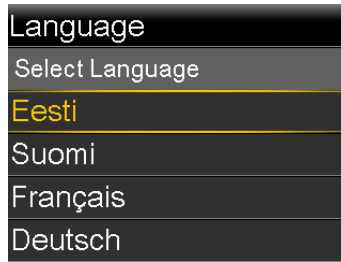 Language
Select Language
Eesti
Suomi
Français
Deutsch